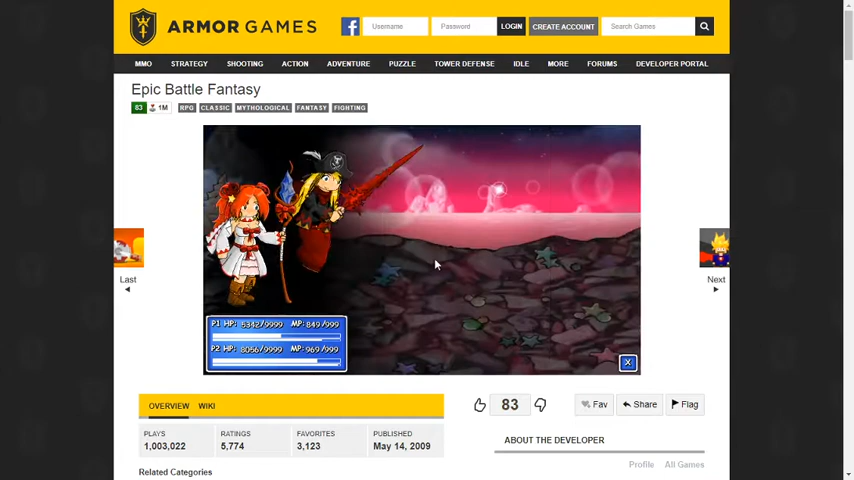 ARMOR GAMES
Username
Password
LOGIN
CREATE ACCOUNT
Search Games
MMO STRATEGY SHOOTING ACTION ADVENTURE PUZZLE TOWER DEFENSE IDLE MORE FORUMS DEVELOPER PORTAL
Epic Battle Fantasy
83 1M RPG CLASSIC MYTHOLOGICAL FANTASY FIGHTING
P1 HP: 5342/9999 MP: 849/999
P2 HP: 8056/9999 MP: 969/999
X
Last
Next
OVERVIEW WIKI
83
Fav
Share
Flag
PLAYS RATINGS FAVORITES PUBLISHED
1,003,022 5,774 3,123 May 14, 2009
ABOUT THE DEVELOPER
Profile All Games
Related Categories